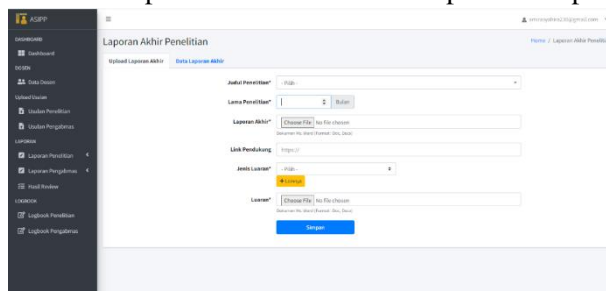 ASIPP
Laporan Akhir Penelitian
Home / Laporan Akhir Peneliti
Upload Laporan Akhir
Data Laporan Akhir
DASHBOARD
Dashboard
DOSEN
Data Dosen
Upload Usulan
Usulan Penelitian
Usulan Pengabmas
LAPORAN
Laporan Penelitian
Laporan Pengabmas
Hasil Review
LOGBOOK
Logbook Penelitian
Logbook Pengabmas
Judul Penelitian*
- Pilih -
Lama Penelitian*
Bulan
Laporan Akhir*
Choose File No file chosen
Link Pendukung
https://
Jenis Luaran*
- Pilih -
Luaran*
Choose File No file chosen
Simpan